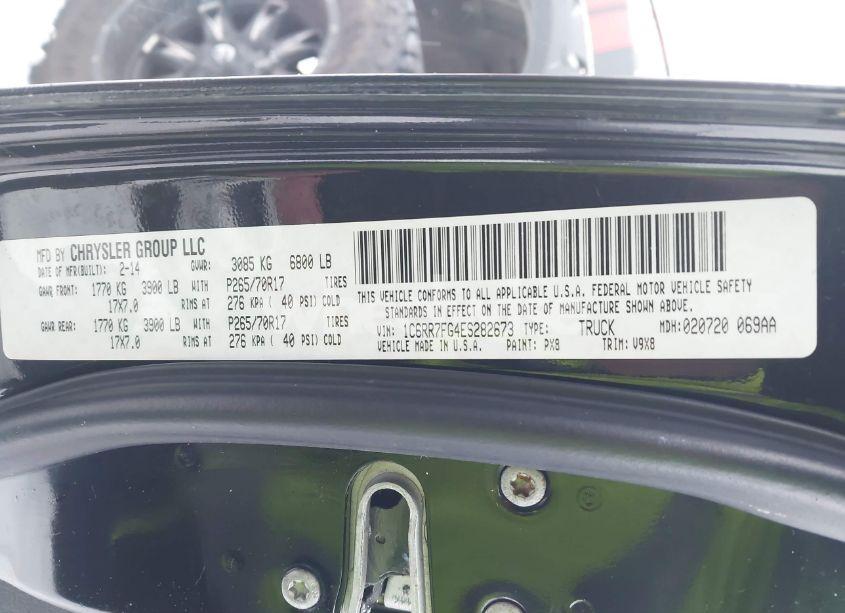 MFD BY CHRYSLER GROUP LLC
DATE OF MFR(BUILT): 2-14 GVWR: 3085 KG 6800 LB
GAWR FRONT: 1770 KG 3900 LB WITH P265/70R17 TIRES
17X7.0 RIMS AT 276 KPA ( 40 PSI) COLD
GAWR REAR: 1770 KG 3900 LB WITH P265/70R17 TIRES
17X7.0 RIMS AT 276 KPA ( 40 PSI) COLD
THIS VEHICLE CONFORMS TO ALL APPLICABLE U.S.A. FEDERAL MOTOR VEHICLE SAFETY
STANDARDS IN EFFECT ON THE DATE OF MANUFACTURE SHOWN ABOVE.
VIN: 1C6RR7FG4ES282673 TYPE: TRUCK MDH: 020720 069AA
VEHICLE MADE IN U.S.A. PAINT: PX8 TRIM: V9X8